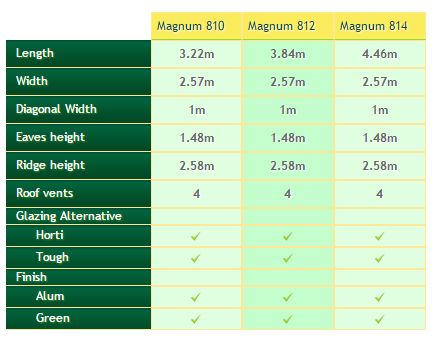 Magnum 810 Magnum 812 Magnum 814
Length 3.22m 3.84m 4.46m
Width 2.57m 2.57m 2.57m
Diagonal Width 1m 1m 1m
Eaves height 1.48m 1.48m 1.48m
Ridge height 2.58m 2.58m 2.58m
Roof vents 4 4 4
Glazing Alternative
Horti ✓ ✓ ✓
Tough ✓ ✓ ✓
Finish
Alum ✓ ✓ ✓
Green ✓ ✓ ✓